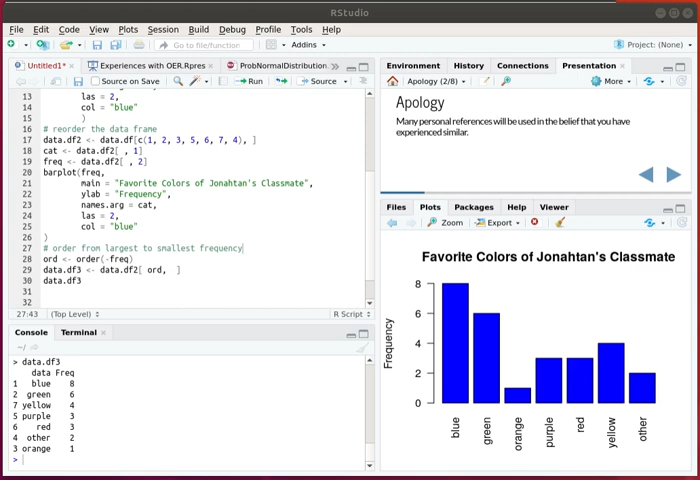 RStudio
File Edit Code View Plots Session Build Debug Profile Tools Help
Go to file/function Addins Project: (None)
Untitled1* Experiences with OER.Rpres ProbNormalDistribution
Source on Save Run Source
13 las = 2,
14 col = "blue"
15 )
16 # reorder the data frame
17 data.df2 <- data.df[c(1, 2, 3, 5, 6, 7, 4), ]
18 cat <- data.df2[ , 1]
19 freq <- data.df2[ , 2]
20 barplot(freq,
21 main = "Favorite Colors of Jonahtan's Classmate",
22 ylab = "Frequency",
23 names.arg = cat,
24 las = 2,
25 col = "blue"
26 )
27 # order from largest to smallest frequency
28 ord <- order(-freq)
29 data.df3 <- data.df2[ ord, ]
30 data.df3
31
32
27:43 (Top Level) R Script
Console Terminal
~/
> data.df3
data Freq
1 blue 8
2 green 6
7 yellow 4
5 purple 3
6 red 3
4 other 2
3 orange 1
>
Environment History Connections Presentation
Apology (2/8) More
Apology
Many personal references will be used in the belief that you have
experienced similar.
Files Plots Packages Help Viewer
Zoom Export
Favorite Colors of Jonahtan's Classmate
Frequency
8
6
4
2
0
blue green orange purple red yellow other